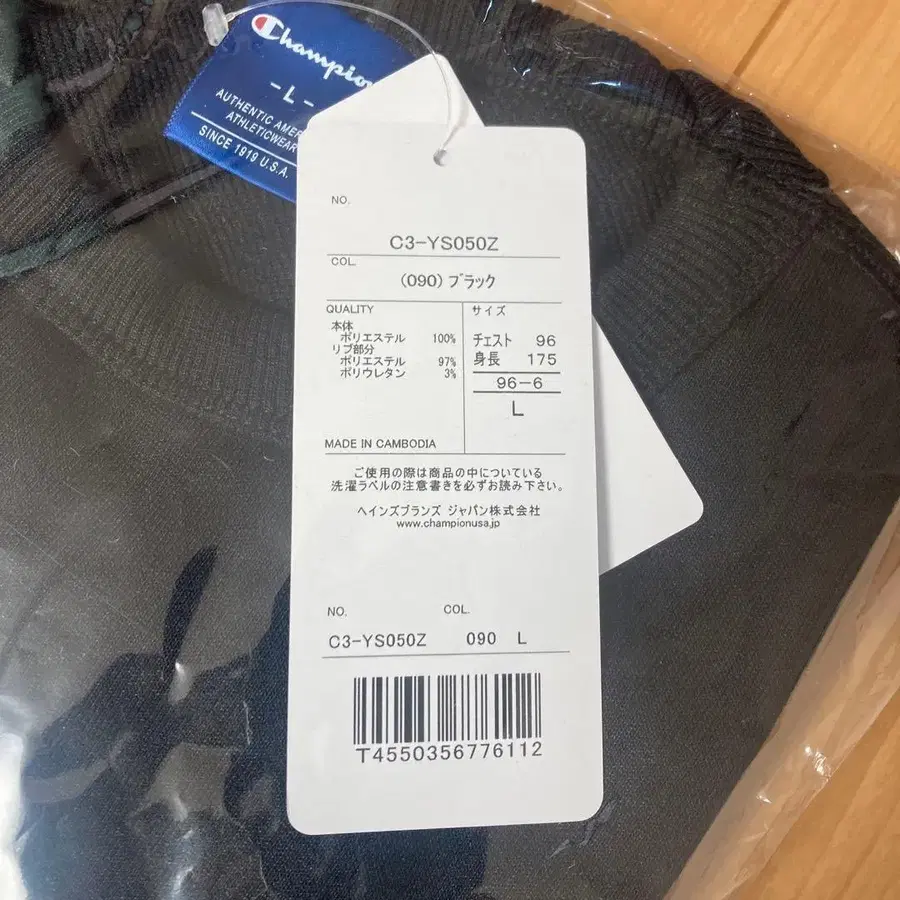 Champion
-L-
AUTHENTIC AMER
ATHLETICWEAR
SINCE 1919 U.S.A.
NO.
C3-YS050Z
COL.
(090) ブラック
QUALITY
本体
ポリエステル 100%
リブ部分
ポリエステル 97%
ポリウレタン 3%
MADE IN CAMBODIA
サイズ
チェスト 96
身長 175
96-6
L
ご使用の際は商品の中についている
洗濯ラベルの注意書きを必ずお読み下さい。
ヘインズブランズ ジャパン株式会社
www.championusa.jp
NO. COL.
C3-YS050Z 090 L
T4550356776112